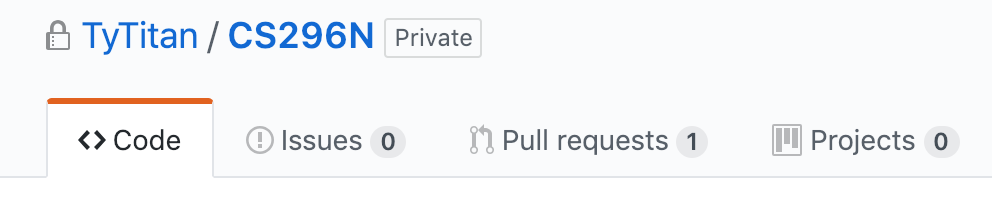 TyTitan / CS296N Private
<> Code Issues 0 Pull requests 1 Projects 0